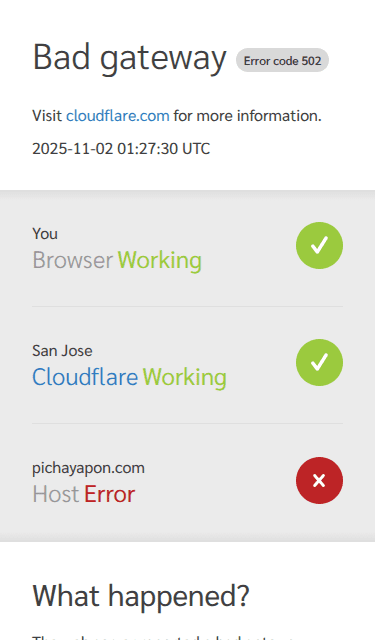 Bad gateway Error code 502
Visit cloudflare.com for more information.
2025-11-02 01:27:30 UTC
You
Browser Working
San Jose
Cloudflare Working
pichayapon.com
Host Error
What happened?